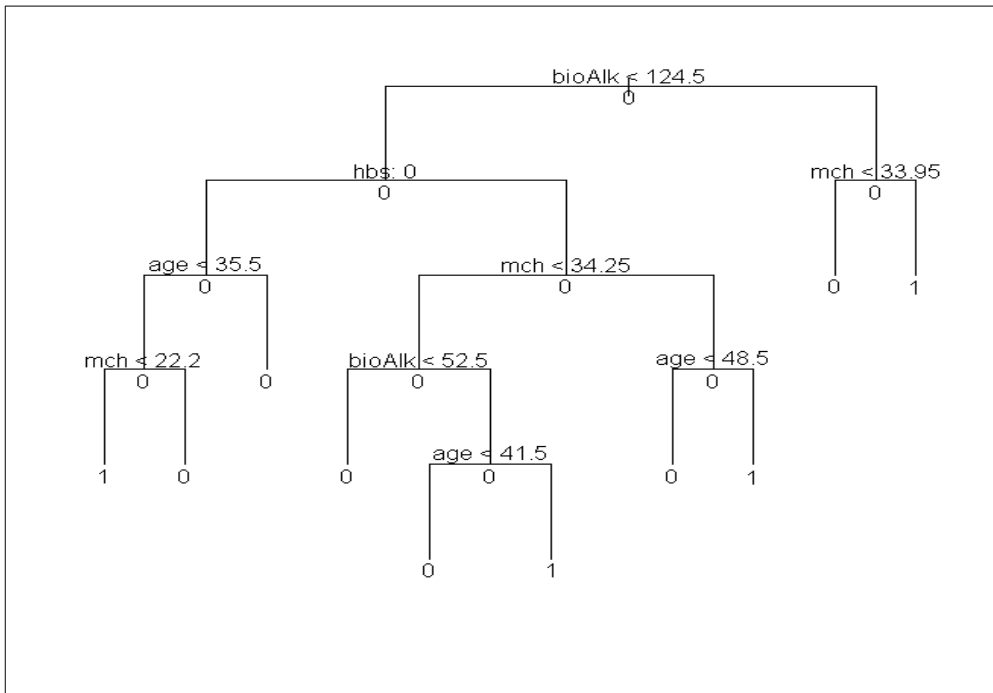 bioAlk < 124.5
0
hbs: 0 mch < 33.95
0 0
age < 35.5 mch < 34.25 0 1
0 0
mch < 22.2 0 bioAlk < 52.5 age < 48.5
0 0 0
age < 41.5
1 0 0 0 0 1
0 1